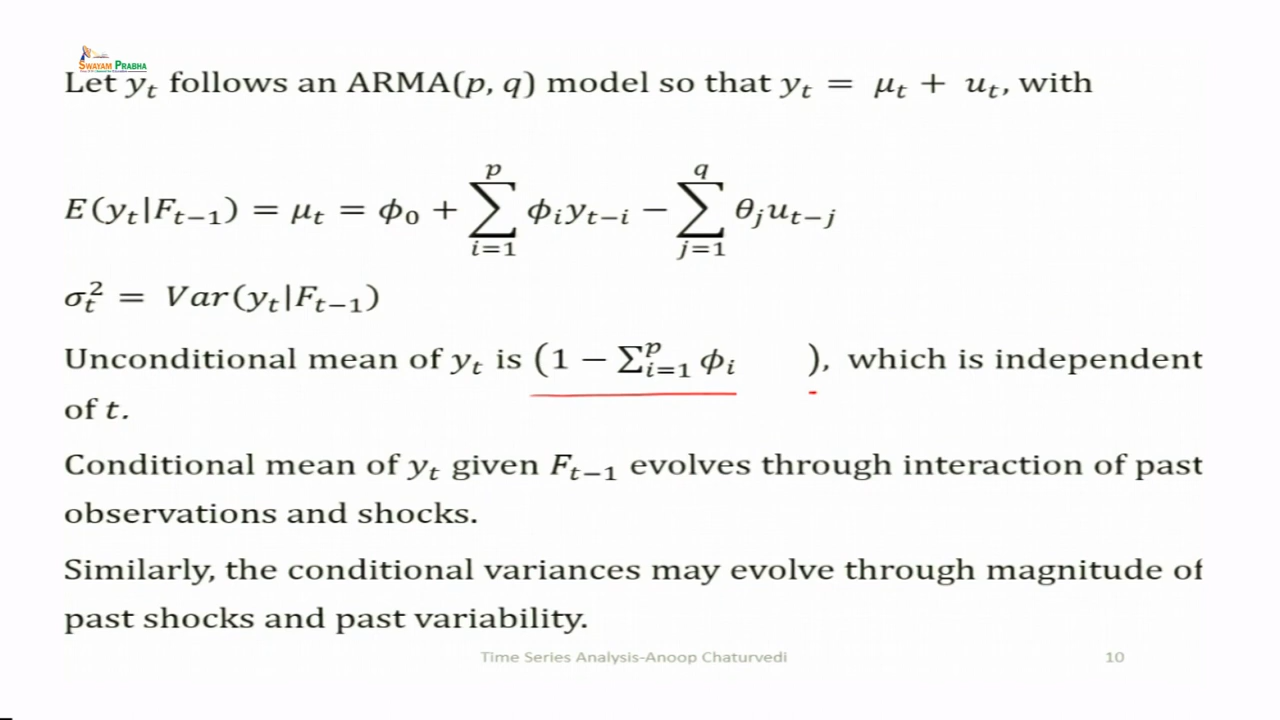 SWAYAM PRABHA
Let y_t follows an ARMA(p, q) model so that y_t = μ_t + u_t, with
E(y_t|F_{t−1}) = μ_t = ϕ_0 + ∑_{i=1}^{p} ϕ_i y_{t−i} − ∑_{j=1}^{q} θ_j u_{t−j}
σ_t^2 = Var(y_t|F_{t−1})
Unconditional mean of y_t is (1 − Σ_{i=1}^{p} ϕ_i ), which is independent
of t.
Conditional mean of y_t given F_{t−1} evolves through interaction of past
observations and shocks.
Similarly, the conditional variances may evolve through magnitude of
past shocks and past variability.
Time Series Analysis-Anoop Chaturvedi 10